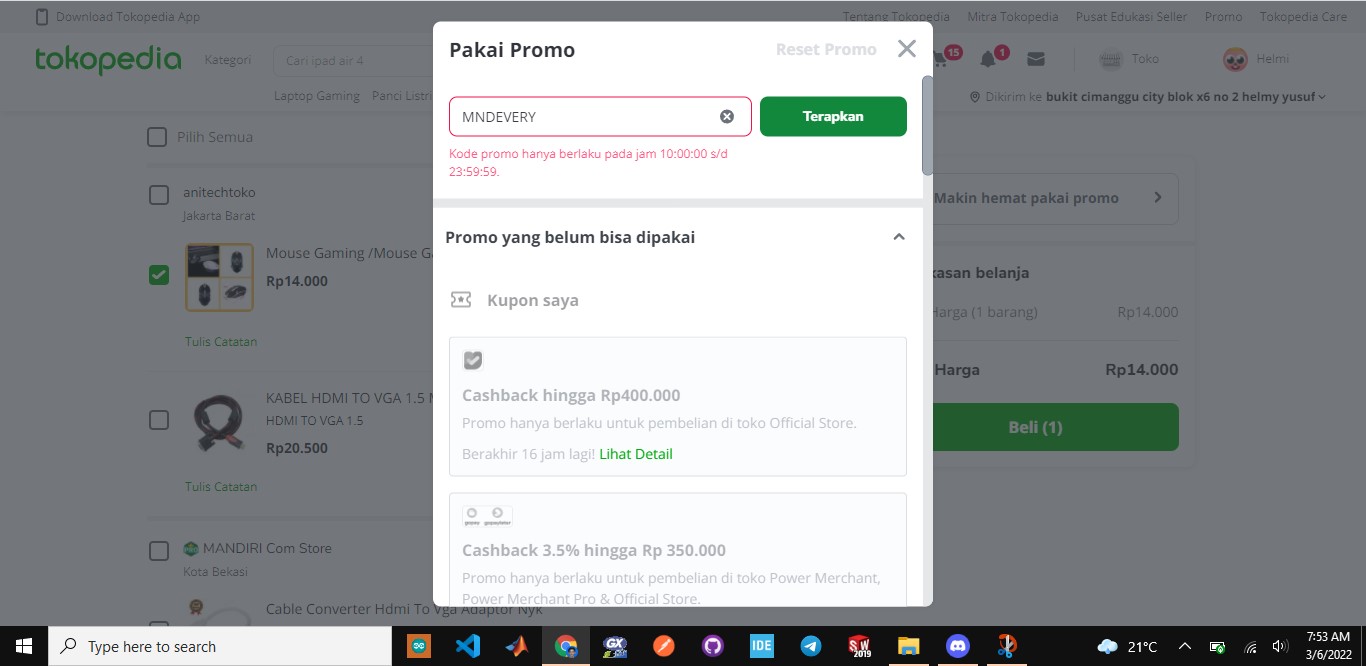 Download Tokopedia App
Tentang Tokopedia Mitra Tokopedia Pusat Edukasi Seller Promo Tokopedia Care
tokopedia
Kategori
Cari ipad air 4
15
1
Toko
Helmi
Laptop Gaming Panci Listri
Dikirim ke bukit cimanggu city blok x6 no 2 helmy yusuf
Pakai Promo
Reset Promo
MNDEVERY
Terapkan
Kode promo hanya berlaku pada jam 10:00:00 s/d
23:59:59.
Promo yang belum bisa dipakai
Kupon saya
Cashback hingga Rp400.000
Promo hanya berlaku untuk pembelian di toko Official Store.
Berakhir 16 jam lagi! Lihat Detail
Cashback 3.5% hingga Rp 350.000
Promo hanya berlaku untuk pembelian di toko Power Merchant,
Power Merchant Pro & Official Store.
Pilih Semua
anitechtoko
Jakarta Barat
Mouse Gaming /Mouse Ga
Rp14.000
Tulis Catatan
KABEL HDMI TO VGA 1.5 M
HDMI TO VGA 1.5
Rp20.500
Tulis Catatan
MANDIRI Com Store
Kota Bekasi
Cable Converter Hdmi To Vga Adaptor Nyk
Makin hemat pakai promo
kasan belanja
Harga (1 barang) Rp14.000
Harga Rp14.000
Beli (1)
Type here to search
GX
IDE
SW
2019
21°C
7:53 AM
3/6/2022